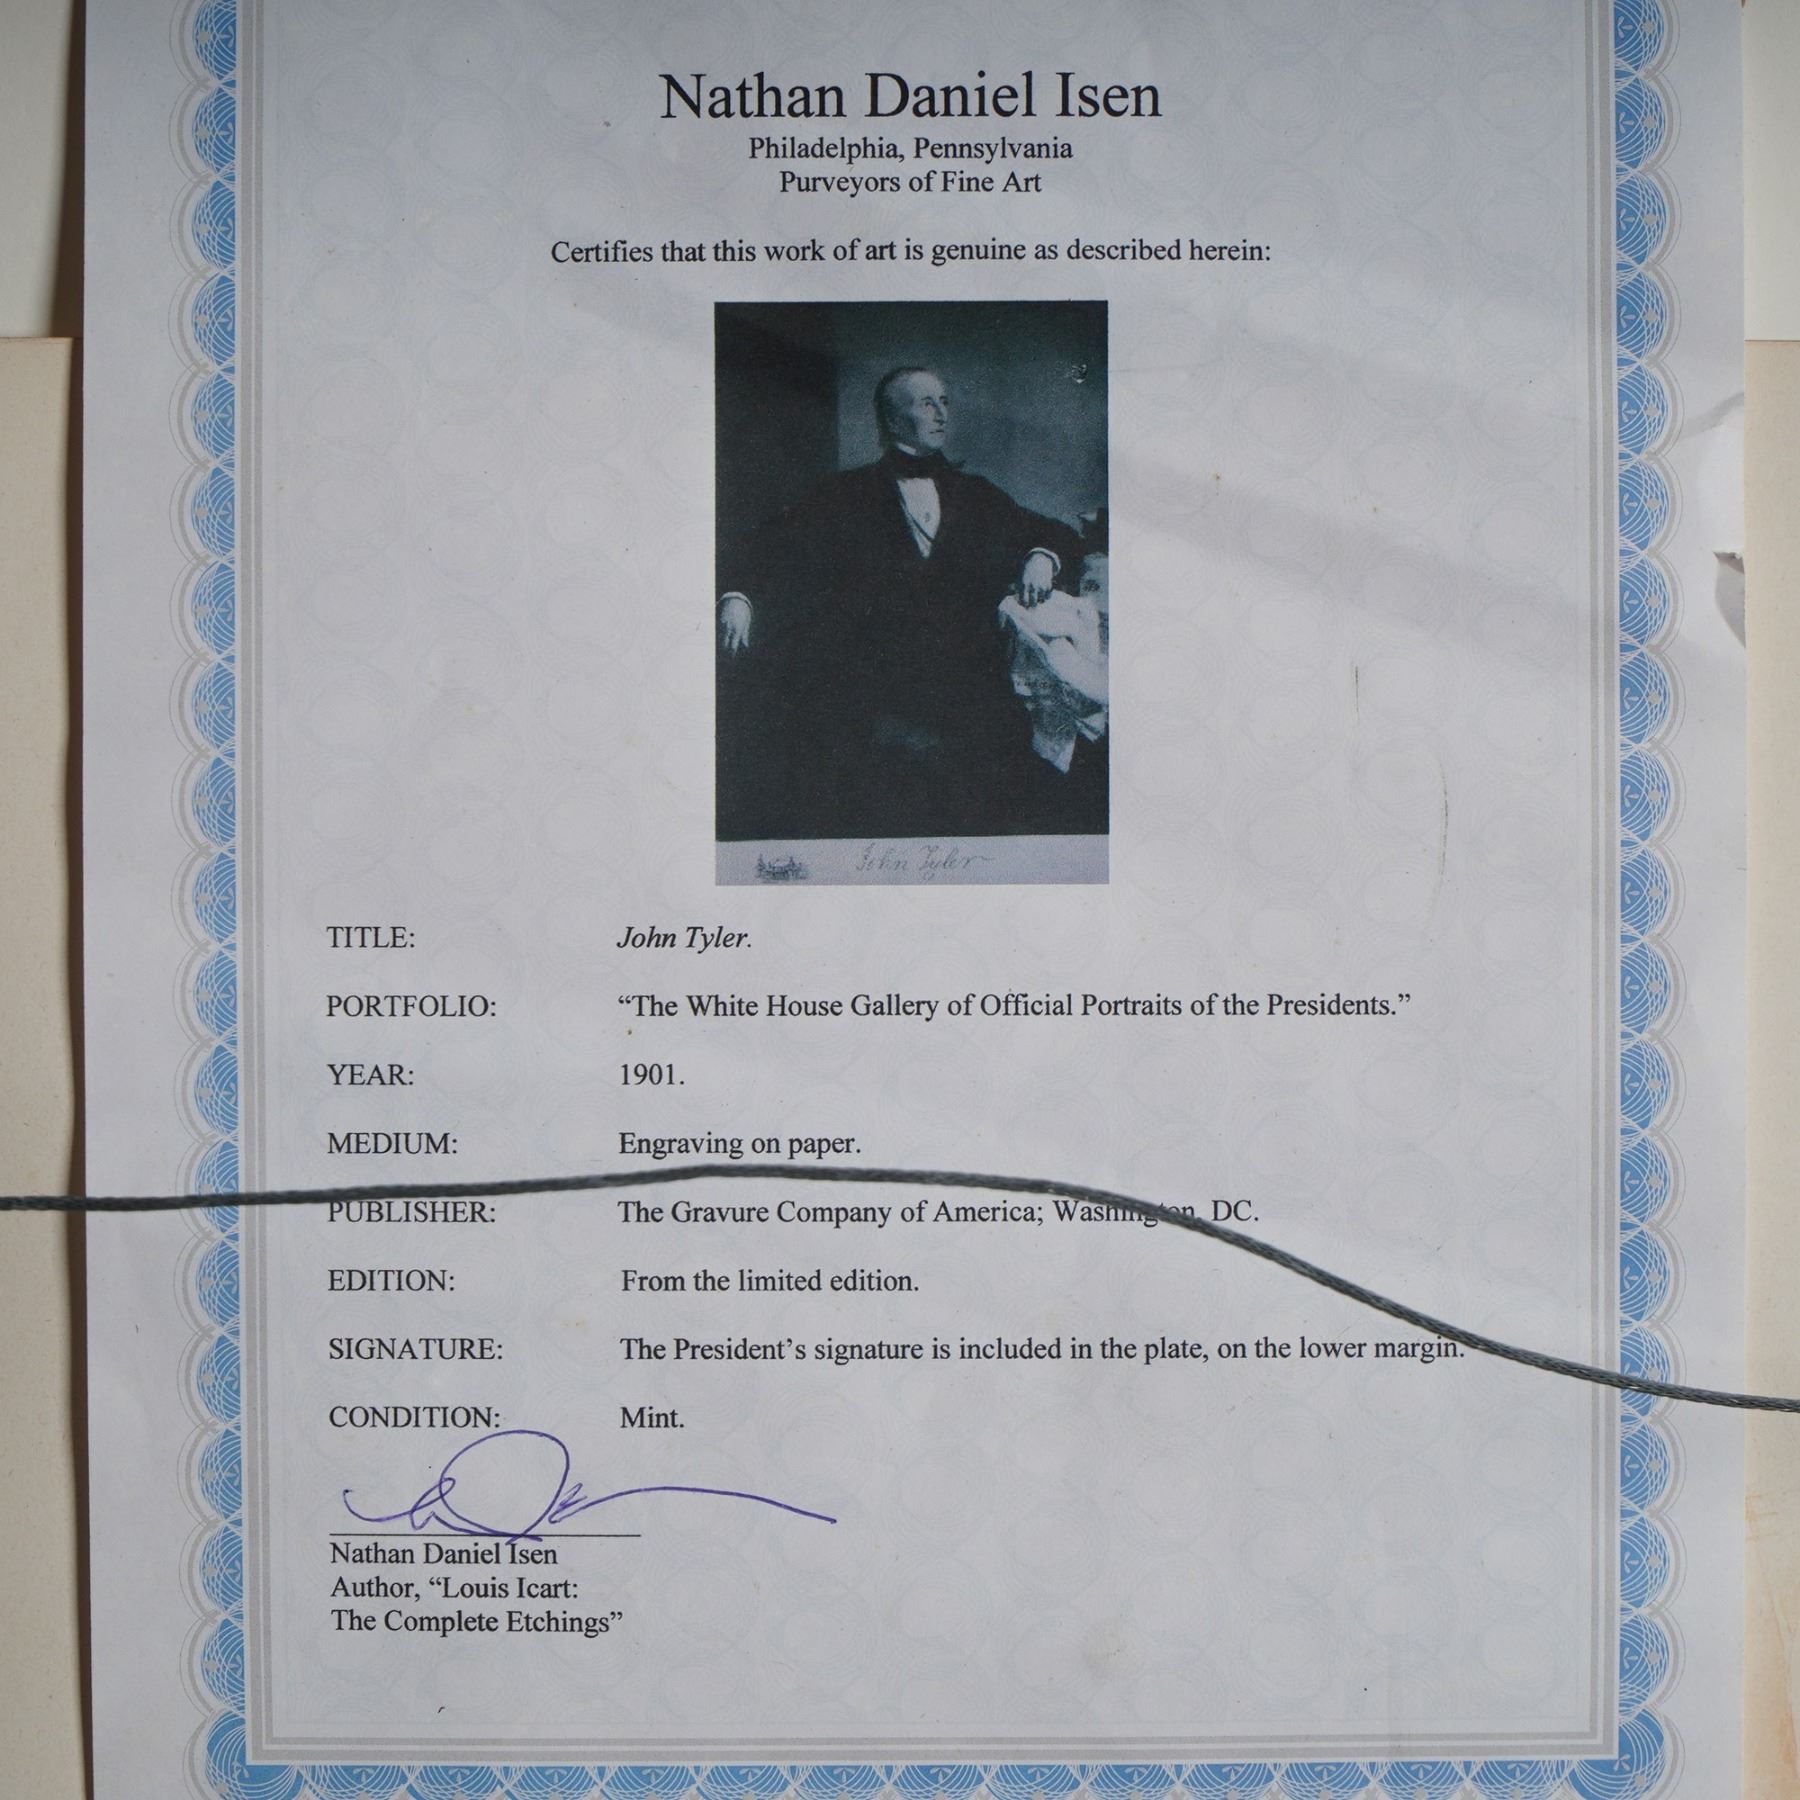 Nathan Daniel Isen
Philadelphia, Pennsylvania
Purveyors of Fine Art
Certifies that this work of art is genuine as described herein:
John Tyler
TITLE: John Tyler.
PORTFOLIO: “The White House Gallery of Official Portraits of the Presidents.”
YEAR: 1901.
MEDIUM: Engraving on paper.
PUBLISHER: The Gravure Company of America; Washington, DC.
EDITION: From the limited edition.
SIGNATURE: The President’s signature is included in the plate, on the lower margin.
CONDITION: Mint.
Nathan Daniel Isen
Author, “Louis Icart:
The Complete Etchings”